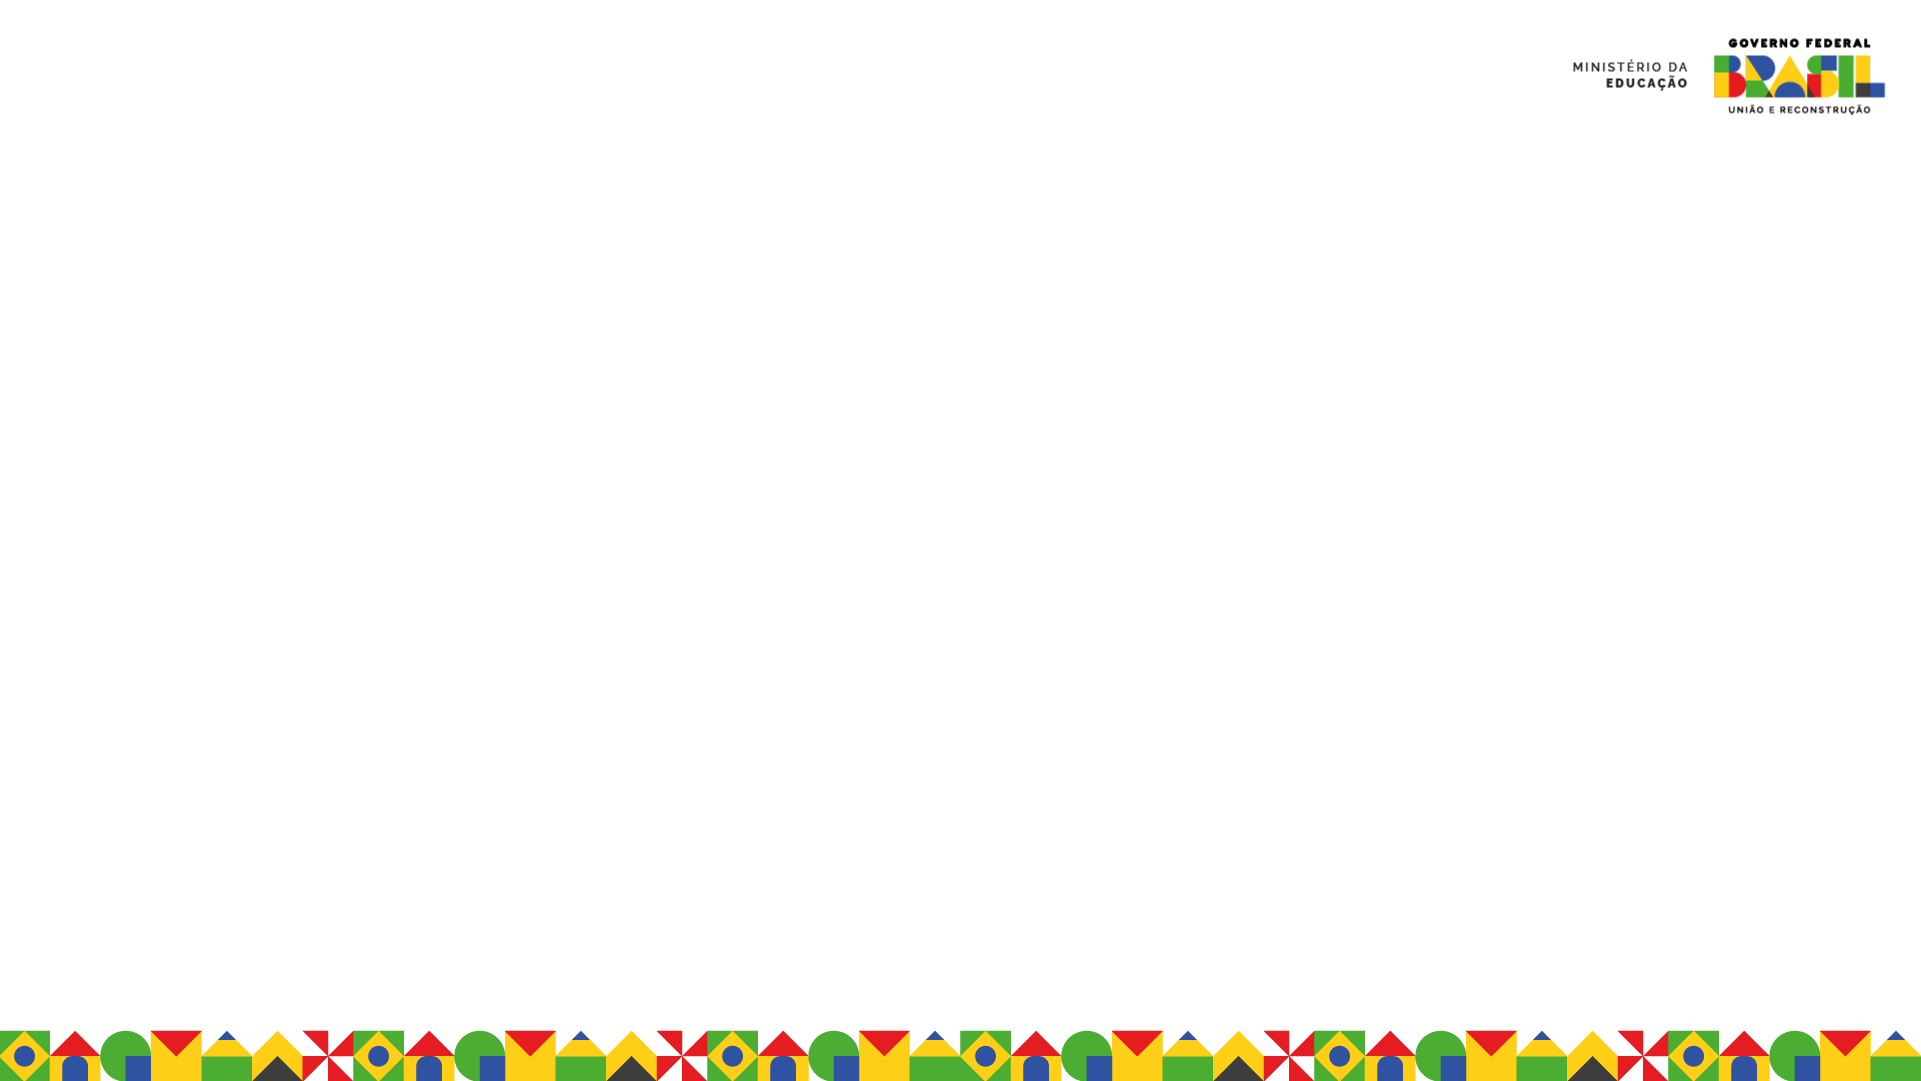 GOVERNO FEDERAL
MINISTÉRIO DA
EDUCAÇÃO
BRASIL
UNIÃO E RECONSTRUÇÃO